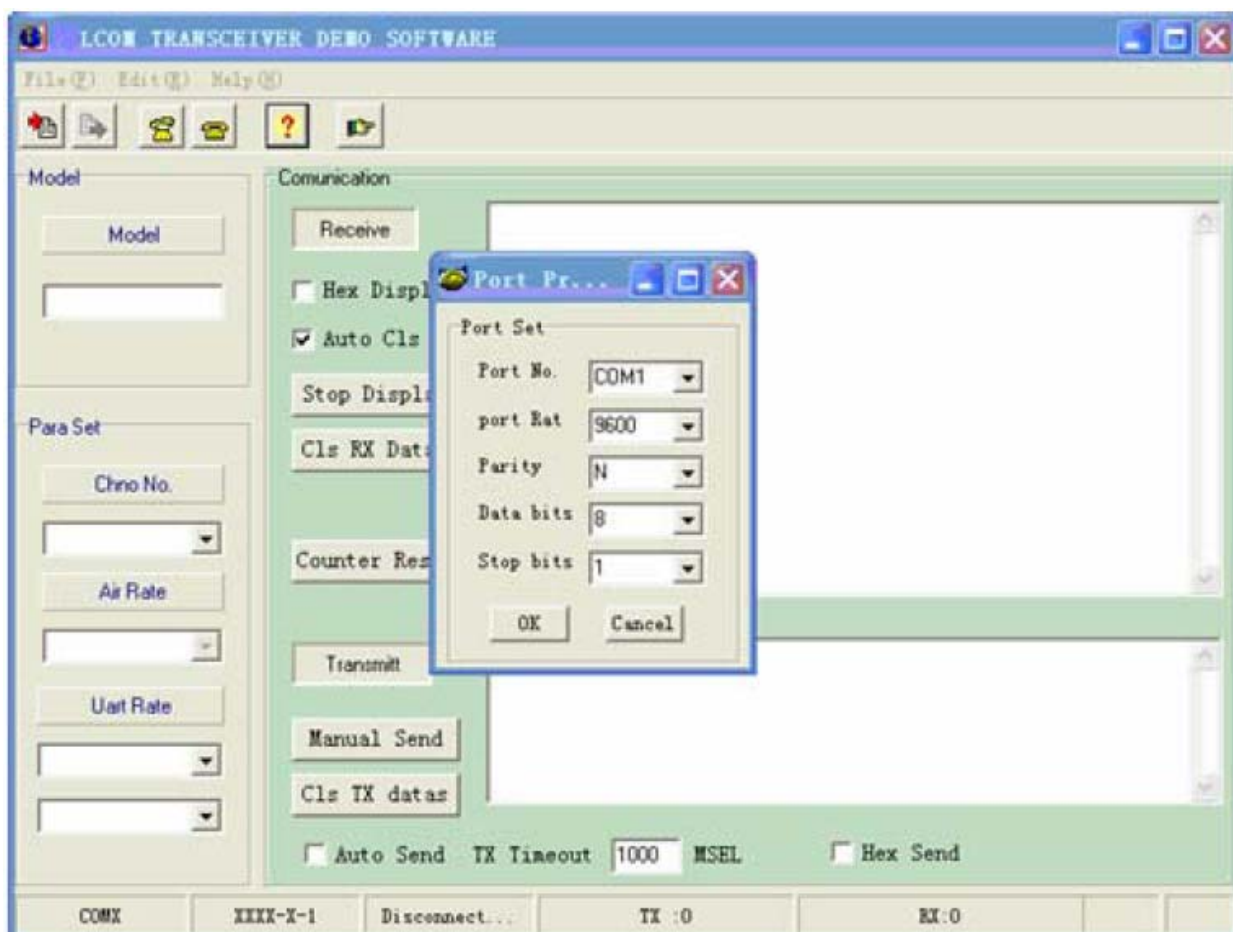 LCOM TRANSCEIVER DEMO SOFTWARE
File(F) Edit(E) Help(H)
?
Model
Model
Para Set
Chno No.
Air Rate
Uart Rate
Comunication
Receive
Hex Displ
Auto Cls
Stop Displ
Cls RX Dat
Counter Res
Transmitt
Manual Send
Cls TX datas
Auto Send TX Timeout 1000 MSEL Hex Send
Port Pr...
Port Set
Port No. COM1
port Rat 9600
Parity N
Data bits 8
Stop bits 1
OK Cancel
COMX XXXX-X-1 Disconnect... TX :0 RX:0